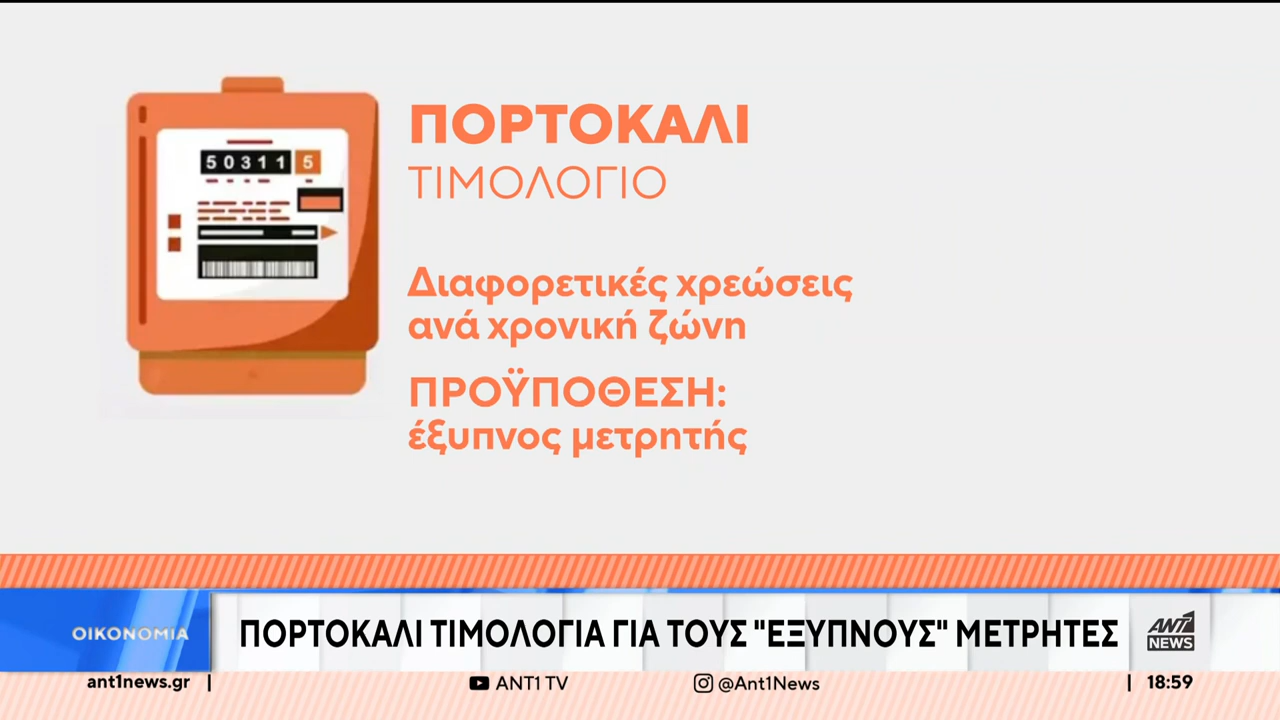 50311 5
ΠΟΡΤΟΚΑΛΙ
ΤΙΜΟΛΟΓΙΟ
Διαφορετικές χρεώσεις
ανά χρονική ζώνη
ΠΡΟΫΠΟΘΕΣΗ:
έξυπνος μετρητής
ΟΙΚΟΝΟΜΙΑ
ΠΟΡΤΟΚΑΛΙ ΤΙΜΟΛΟΓΙΑ ΓΙΑ ΤΟΥΣ "ΕΞΥΠΝΟΥΣ" ΜΕΤΡΗΤΕΣ
ANT1
NEWS
ant1news.gr | ANT1 TV @Ant1News | 18:59